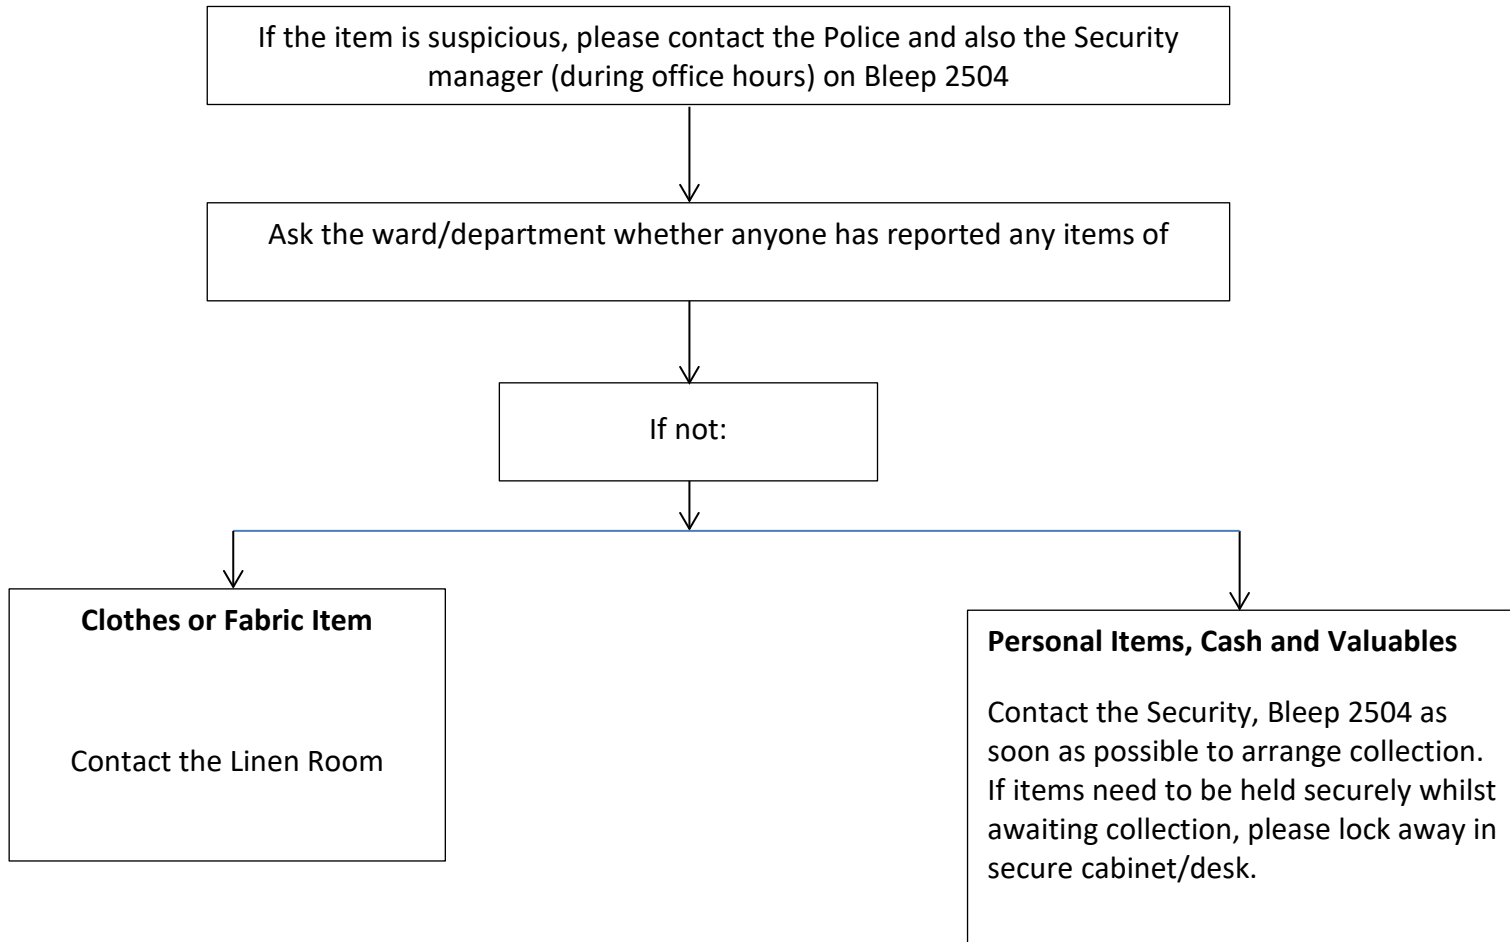 If the item is suspicious, please contact the Police and also the Security
manager (during office hours) on Bleep 2504
Ask the ward/department whether anyone has reported any items of
If not:
Clothes or Fabric Item
Contact the Linen Room
Personal Items, Cash and Valuables
Contact the Security, Bleep 2504 as
soon as possible to arrange collection.
If items need to be held securely whilst
awaiting collection, please lock away in
secure cabinet/desk.